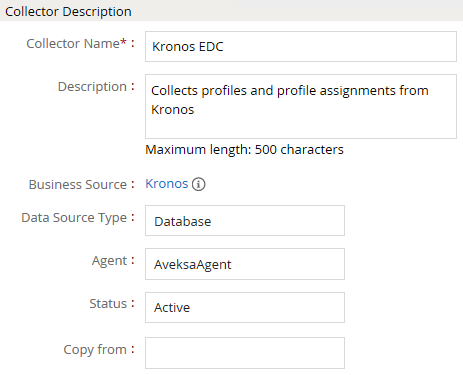 Collector Description
Collector Name* : Kronos EDC
Description : Collects profiles and profile assignments from
Kronos
Maximum length: 500 characters
Business Source : Kronos
Data Source Type : Database
Agent : AveksaAgent
Status : Active
Copy from :